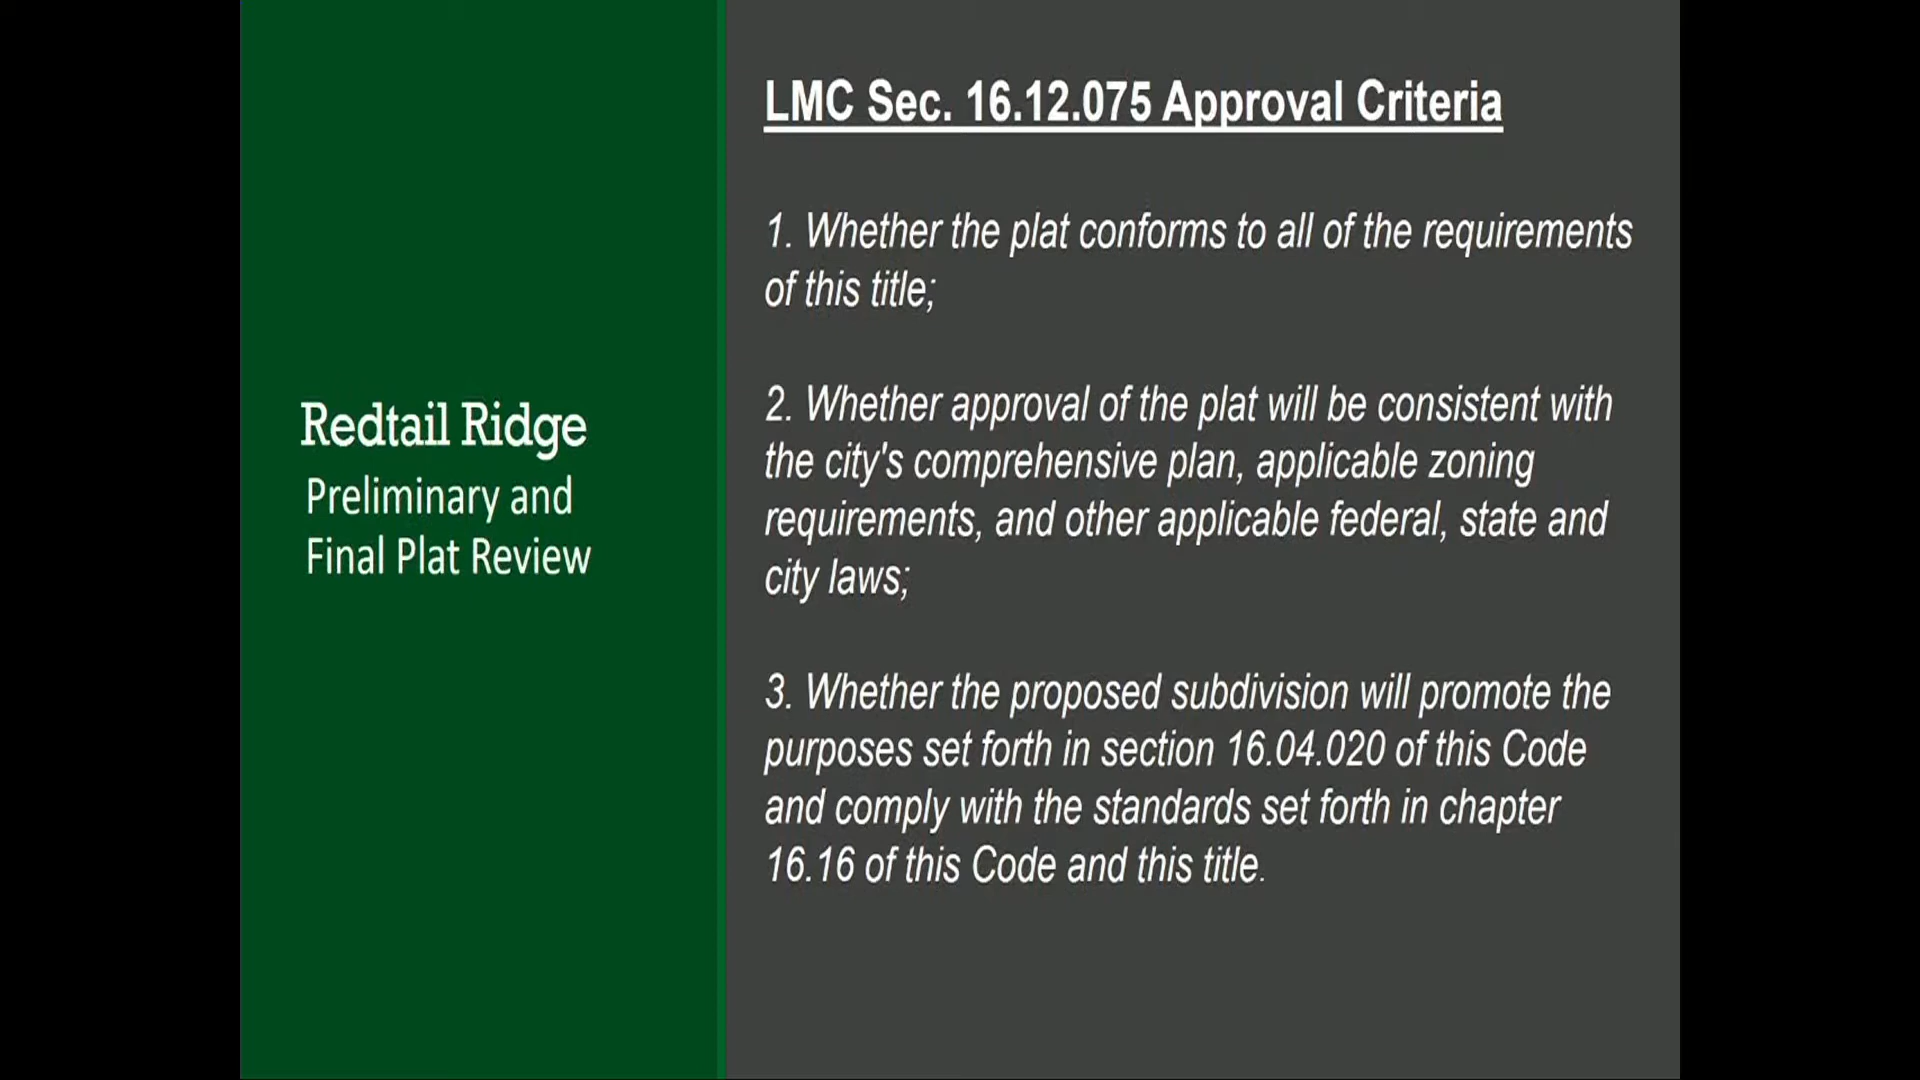 Redtail Ridge
Preliminary and
Final Plat Review
LMC Sec. 16.12.075 Approval Criteria
1. Whether the plat conforms to all of the requirements
of this title;
2. Whether approval of the plat will be consistent with
the city's comprehensive plan, applicable zoning
requirements, and other applicable federal, state and
city laws;
3. Whether the proposed subdivision will promote the
purposes set forth in section 16.04.020 of this Code
and comply with the standards set forth in chapter
16.16 of this Code and this title.